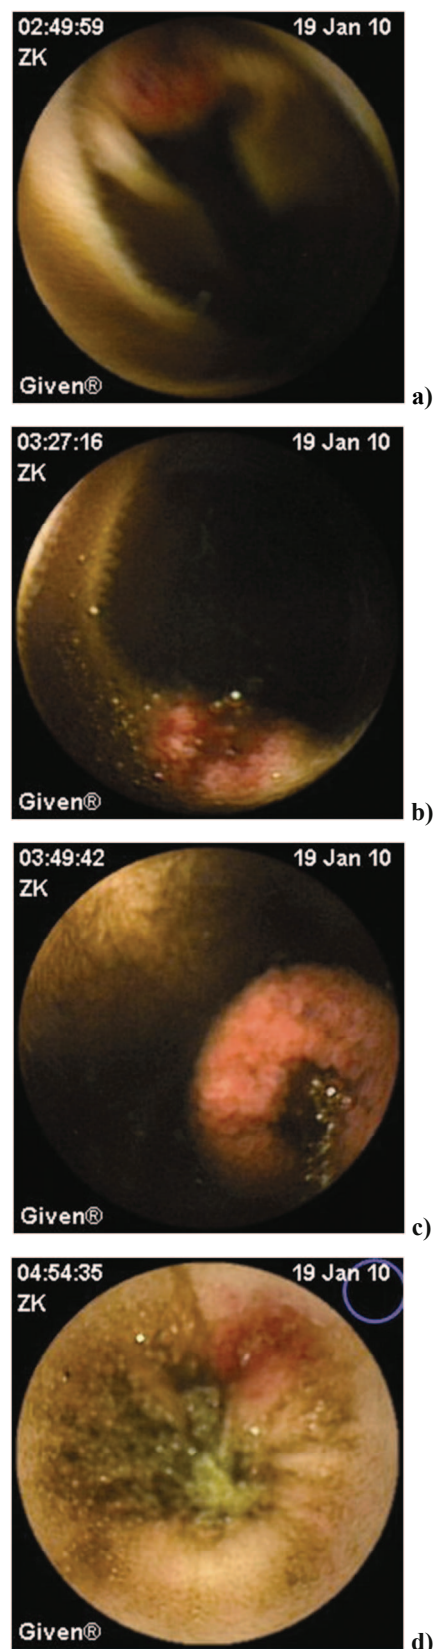 02:49:59 19 Jan 10
ZK
Given®
a)
03:27:16 19 Jan 10
ZK
Given®
b)
03:49:42 19 Jan 10
ZK
Given®
c)
04:54:35 19 Jan 10
ZK
Given®
d)